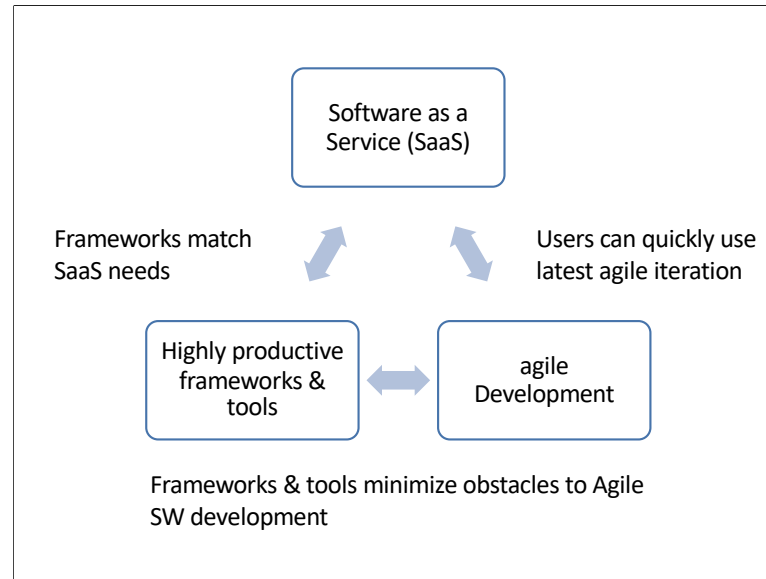 Software as a
Service (SaaS)
Frameworks match
SaaS needs
Users can quickly use
latest agile iteration
Highly productive
frameworks &
tools
agile
Development
Frameworks & tools minimize obstacles to Agile
SW development